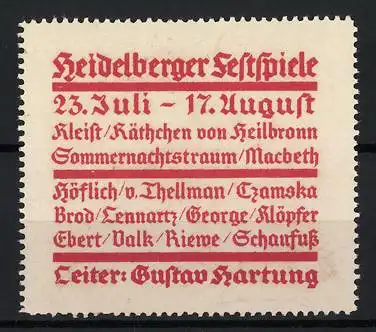 Heidelberger Festspiele
23. Juli - 17. August
Kleist/Käthchen von Heilbronn
Sommernachtstraum/Macbeth
Höflich/v. Thellman/Czamska
Brod/Lennartz/George/Klöpfer
Ebert/Valk/Riewe/Schaufuß
Leiter: Gustav Hartung